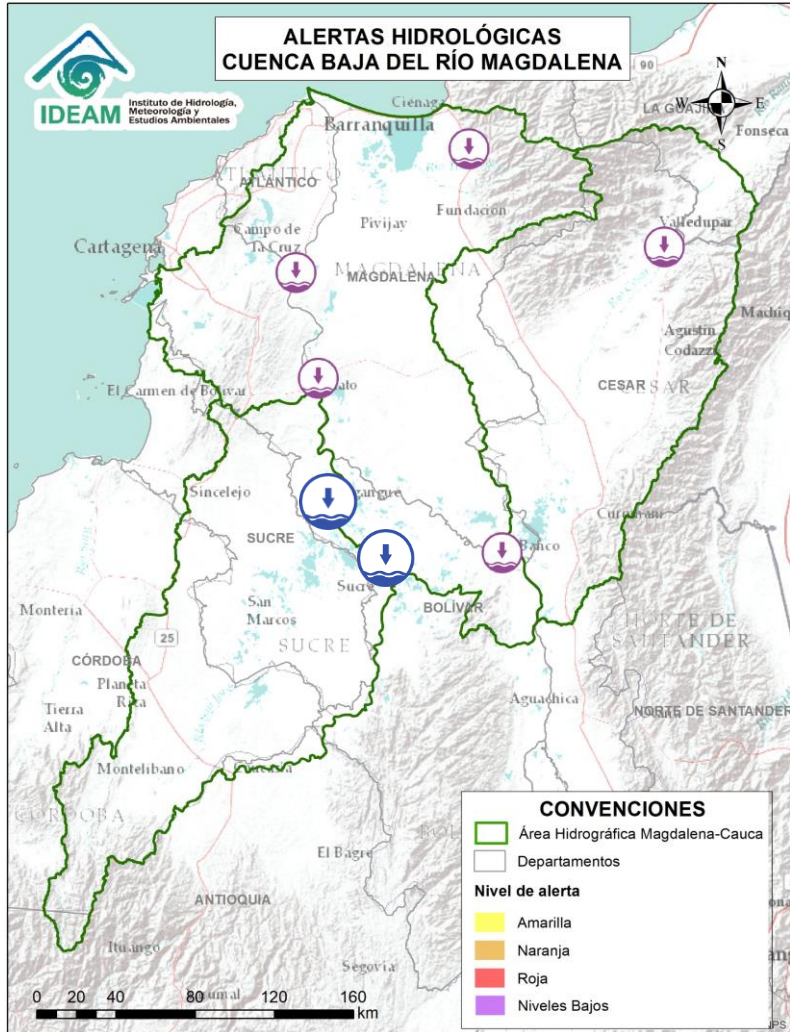 ALERTAS HIDROLÓGICAS
CUENCA BAJA DEL RÍO MAGDALENA
IDEAM
Instituto de Hidrología,
Meteorología y
Estudios Ambientales
N
W
E
S
90
LA GUAJIRA
Fonseca
Ciénaga
Barranquilla
ATLÁNTICO
ATLÁNTICO
Campo de
la Cruz
Pivijay
Fundación
Valledupar
Cartagena
MAGDALENA
MAGDALENA
Agustín
Codazzi
El Carmen de Bolívar
CESAR
CESAR
Sincelejo
Curumaní
SUCRE
Banco
Sucre
BOLÍVAR
Montería
San
Marcos
SUCRE
NORTE DE
SANTANDER
25
CÓRDOBA
Planeta
Rica
Tierra
Alta
Aguachica
NORTE DE SANTANDER
Montelíbano
CÓRDOBA
El Bagre
ANTIOQUIA
Ituango
Segovia
0 20 40 80 120 160
km
CONVENCIONES
Área Hidrográfica Magdalena-Cauca
Departamentos
Nivel de alerta
Amarilla
Naranja
Roja
Niveles Bajos